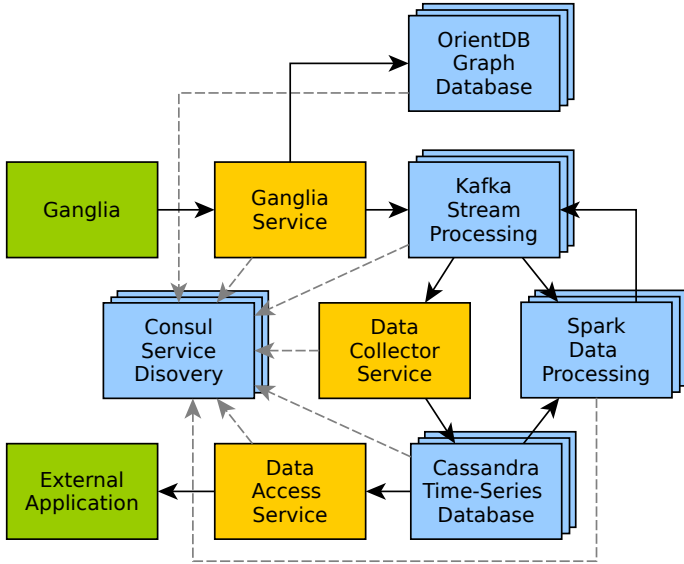 OrientDB
Graph
Database
Ganglia
Ganglia
Service
Kafka
Stream
Processing
Consul
Service
Disovery
Data
Collector
Service
Spark
Data
Processing
External
Application
Data
Access
Service
Cassandra
Time-Series
Database